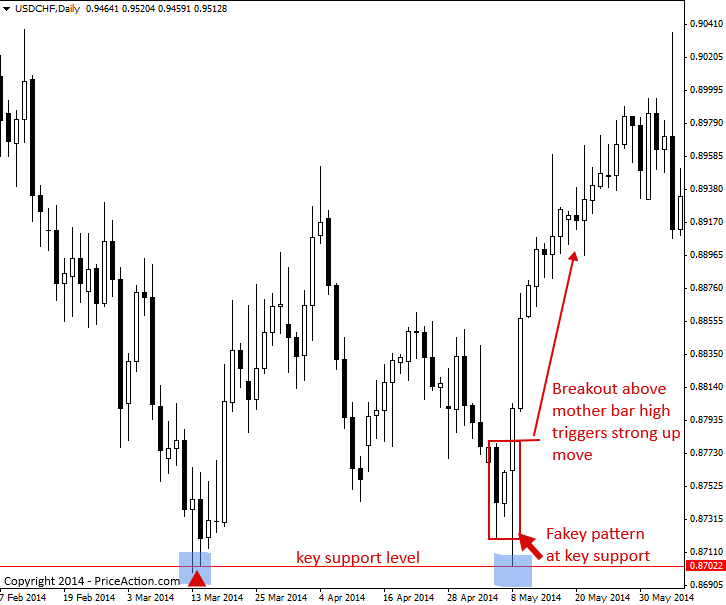 USDCHF,Daily 0.94641 0.95204 0.94591 0.95128
0.90410
0.90205
0.89995
0.89790
0.89585
0.89380
0.89170
0.88965
0.88760
0.88555
0.88350
0.88140
0.87935
0.87730
0.87525
0.87315
0.87110
0.87022
0.86905
Breakout above
mother bar high
triggers strong up
move
Fakey pattern
at key support
key support level
Copyright 2014 - PriceAction.com
7 Feb 2014 19 Feb 2014 3 Mar 2014 13 Mar 2014 25 Mar 2014 4 Apr 2014 16 Apr 2014 28 Apr 2014 8 May 2014 20 May 2014 30 May 2014